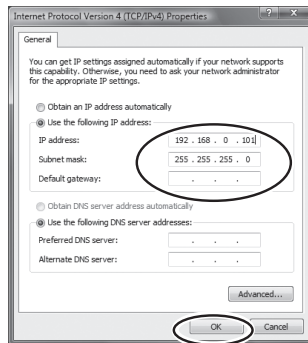 Internet Protocol Version 4 (TCP/IPv4) Properties
General
You can get IP settings assigned automatically if your network supports
this capability. Otherwise, you need to ask your network administrator
for the appropriate IP settings.
Obtain an IP address automatically
Use the following IP address:
IP address: 192 . 168 . 0 . 101
Subnet mask: 255 . 255 . 255 . 0
Default gateway: . . .
Obtain DNS server address automatically
Use the following DNS server addresses:
Preferred DNS server: . . .
Alternate DNS server: . . .
Advanced...
OK Cancel